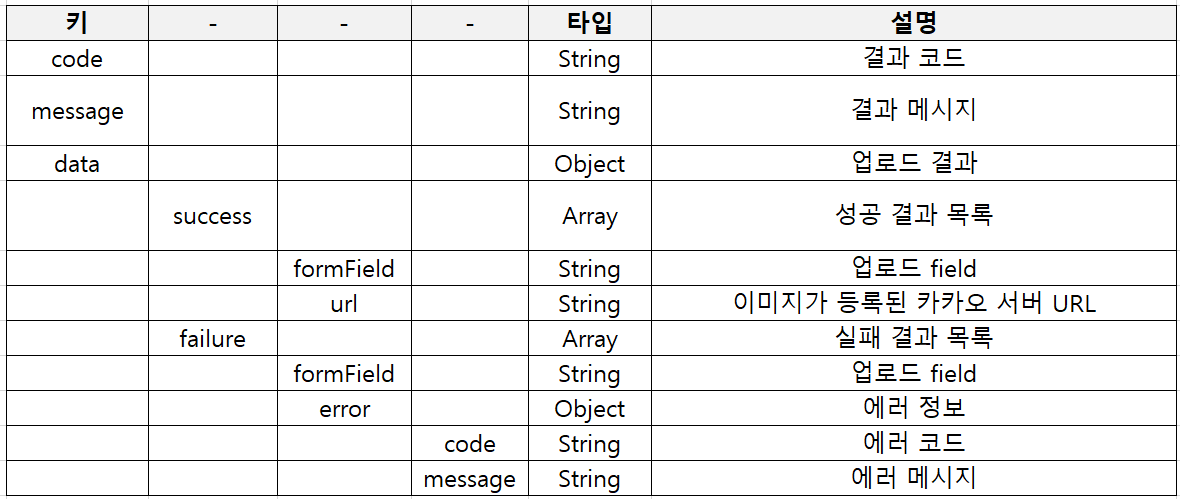 키 - - - 타입 설명
code String 결과 코드
message String 결과 메시지
data Object 업로드 결과
success Array 성공 결과 목록
formField String 업로드 field
url String 이미지가 등록된 카카오 서버 URL
failure Array 실패 결과 목록
formField String 업로드 field
error Object 에러 정보
code String 에러 코드
message String 에러 메시지